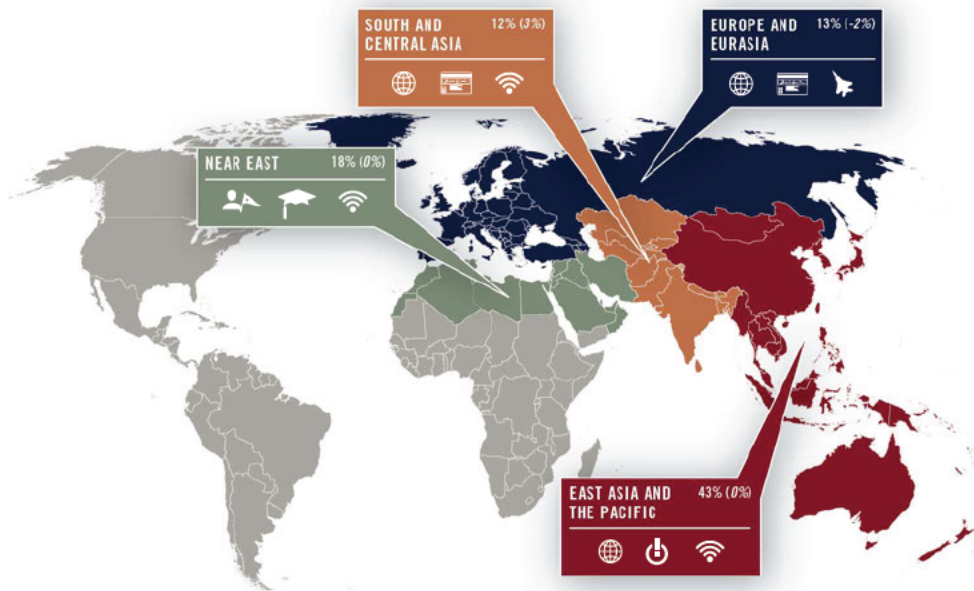 SOUTH AND 12% (3%)
CENTRAL ASIA
EUROPE AND 13% (-2%)
EURASIA
NEAR EAST 18% (0%)
EAST ASIA AND 43% (0%)
THE PACIFIC